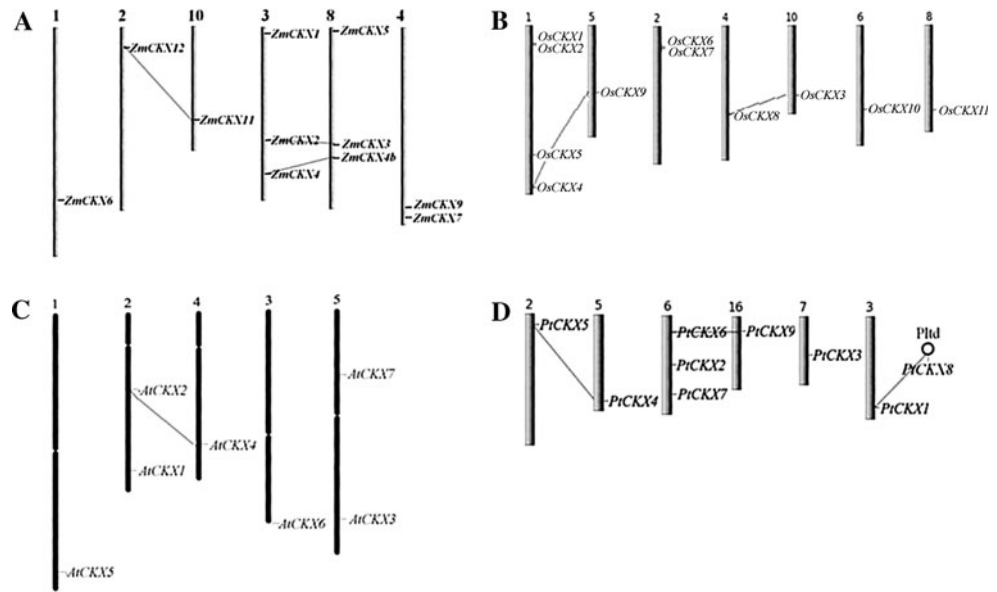 A
1 2 10 3 8 4
ZmCKX12
ZmCKX1
ZmCKX5
ZmCKX11
ZmCKX2
ZmCKX3
ZmCKX4b
ZmCKX4
ZmCKX6
ZmCKX9
ZmCKX7
B
1 5 2 4 10 6 8
OsCKX1
OsCKX2
OsCKX6
OsCKX7
OsCKX9
OsCKX3
OsCKX8
OsCKX10
OsCKX11
OsCKX5
OsCKX4
C
1 2 4 3 5
AtCKX7
AtCKX2
AtCKX4
AtCKX1
AtCKX6
AtCKX3
AtCKX5
D
2 5 6 16 7 3
PtCKX5
PtCKX6
PtCKX9
Pltd
PtCKX3
PtCKX2
PtCKX8
PtCKX4
PtCKX7
PtCKX1